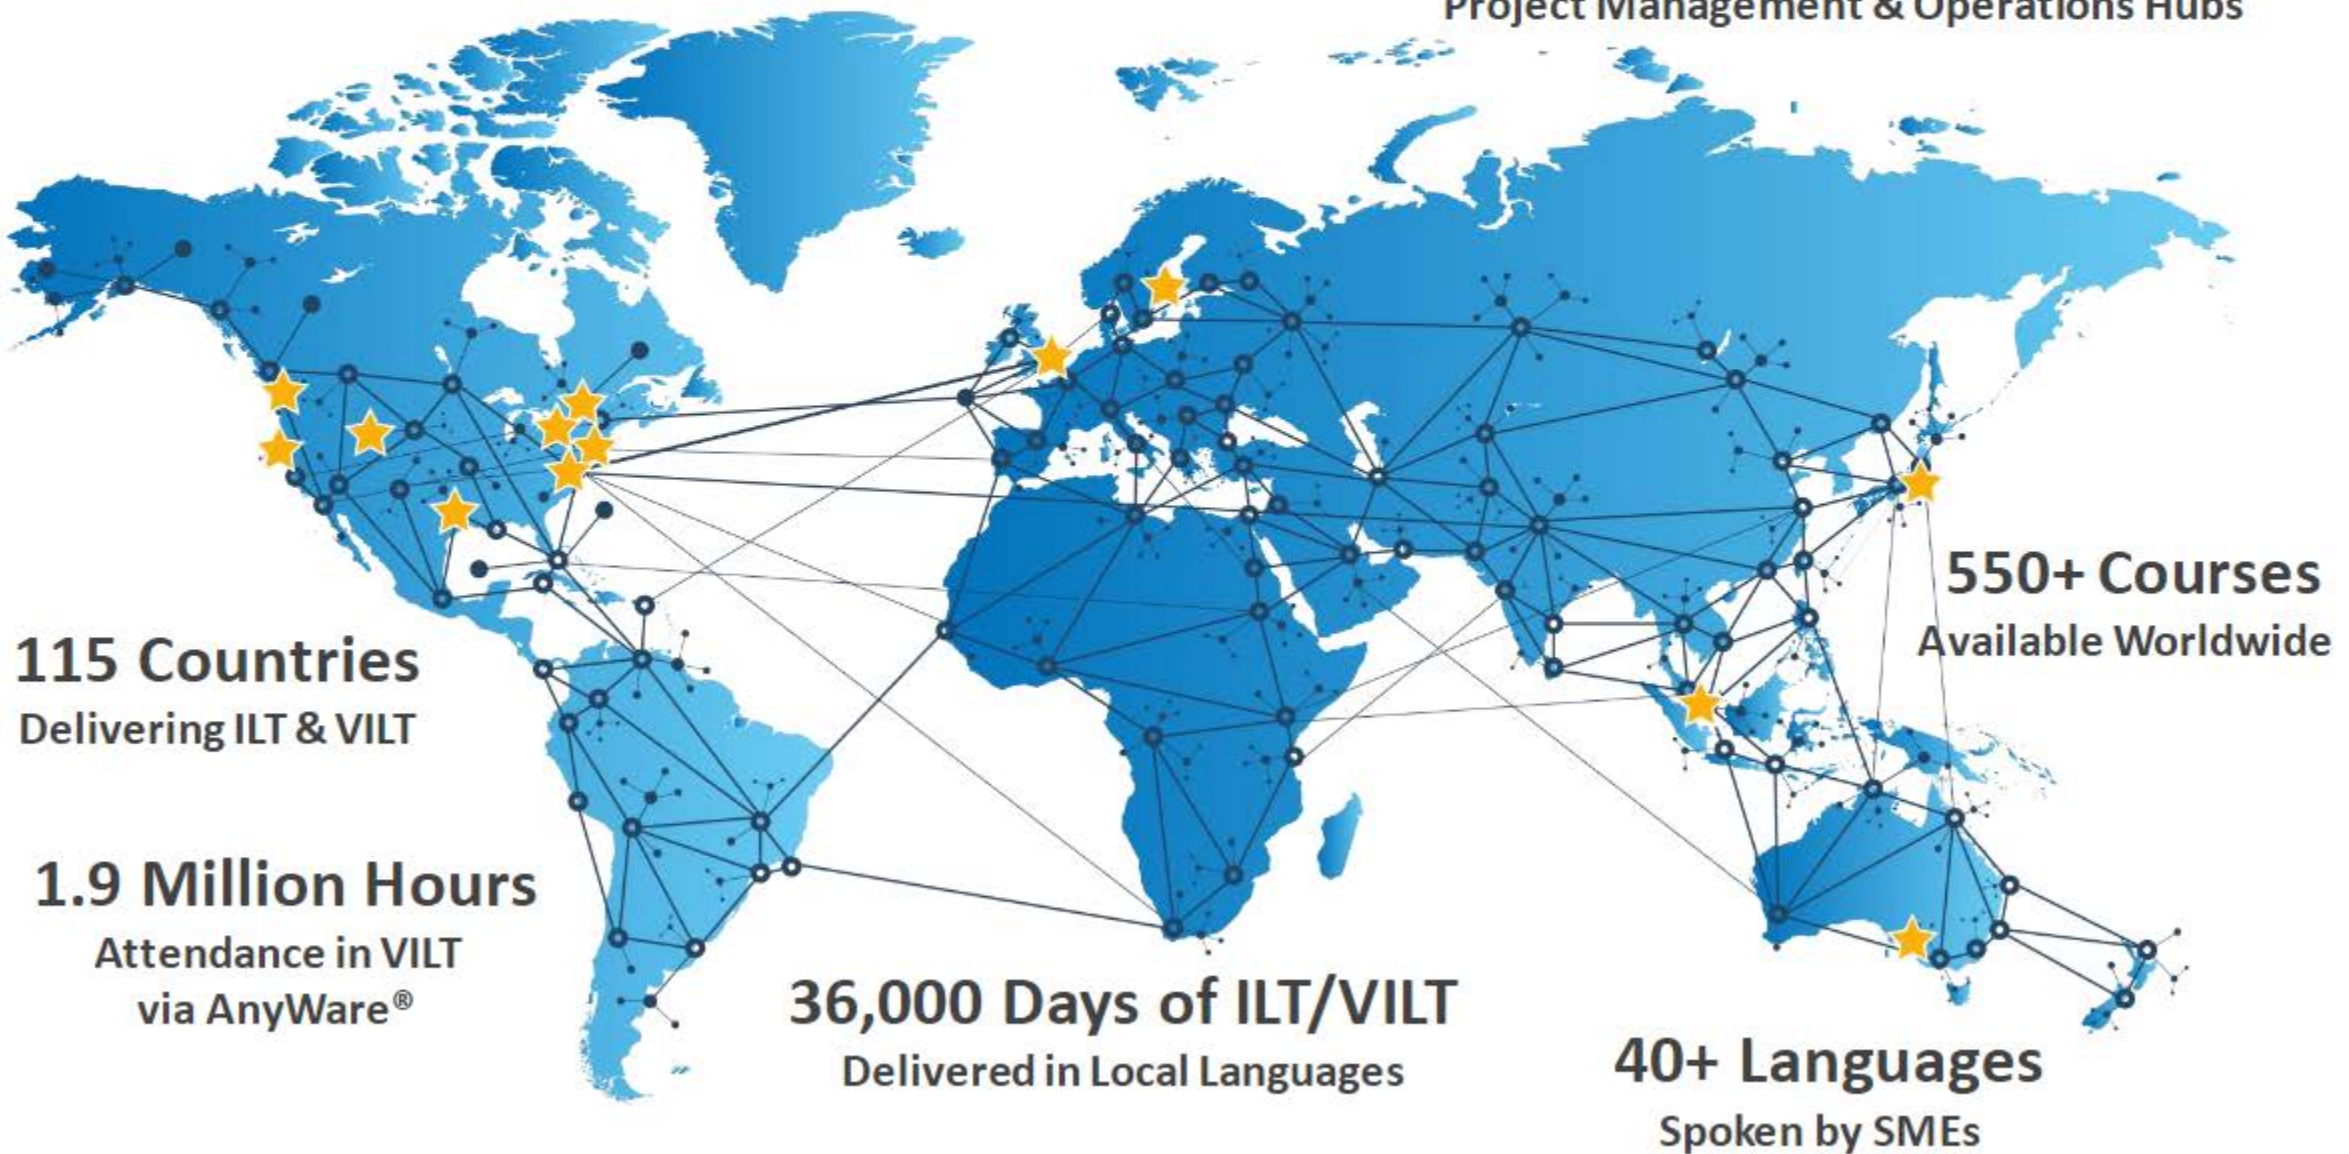 Project Management & Operations Hubs
550+ Courses
Available Worldwide
115 Countries
Delivering ILT & VILT
1.9 Million Hours
Attendance in VILT
via AnyWare®
36,000 Days of ILT/VILT
Delivered in Local Languages
40+ Languages
Spoken by SMEs